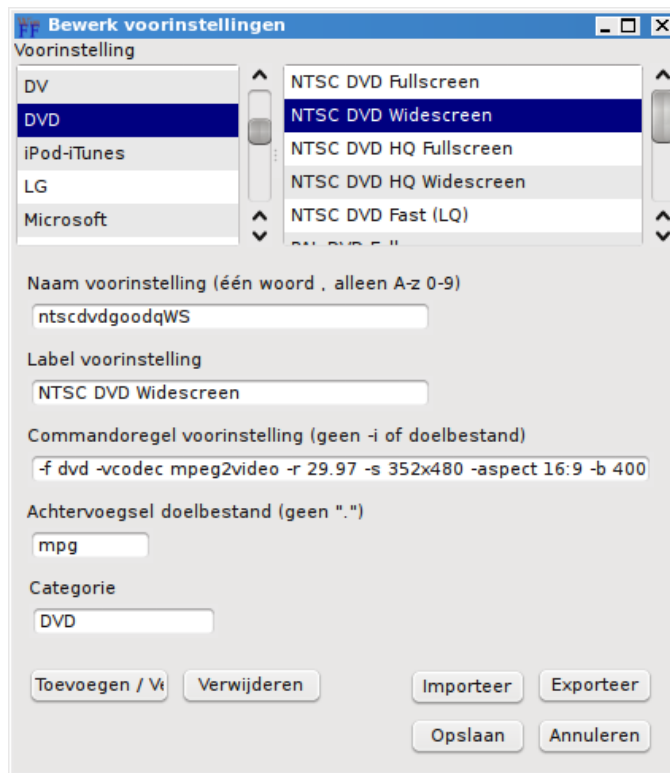 Bewerk voorinstellingen
Voorinstelling
DV
DVD
iPod-iTunes
LG
Microsoft
NTSC DVD Fullscreen
NTSC DVD Widescreen
NTSC DVD HQ Fullscreen
NTSC DVD HQ Widescreen
NTSC DVD Fast (LQ)
Naam voorinstelling (één woord , alleen A-z 0-9)
ntscdvdgoodqWS
Label voorinstelling
NTSC DVD Widescreen
Commandoregel voorinstelling (geen -i of doelbestand)
-f dvd -vcodec mpeg2video -r 29.97 -s 352x480 -aspect 16:9 -b 400
Achtervoegsel doelbestand (geen ".")
mpg
Categorie
DVD
Toevoegen / Ve
Verwijderen
Importeer
Exporteer
Opslaan
Annuleren